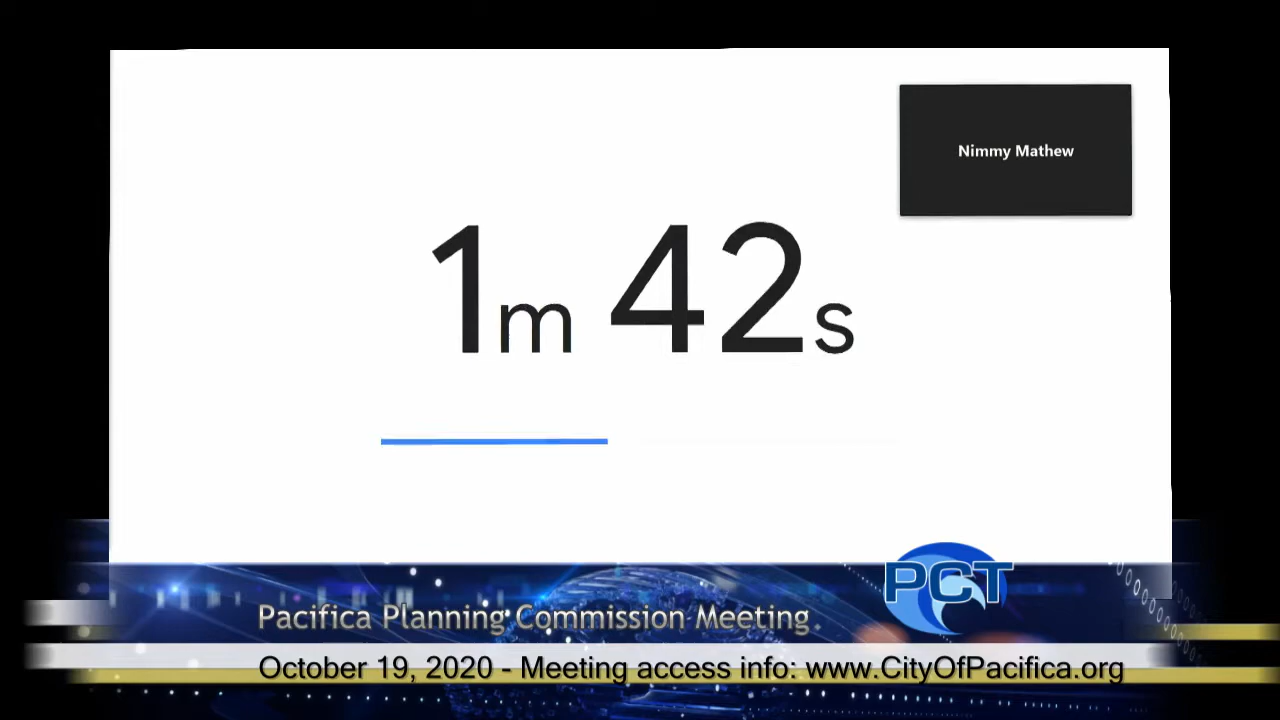 Nimmy Mathew
1m 42s
PCT
Pacifica Planning Commission Meeting
October 19, 2020 - Meeting access info: www.CityOfPacifica.org